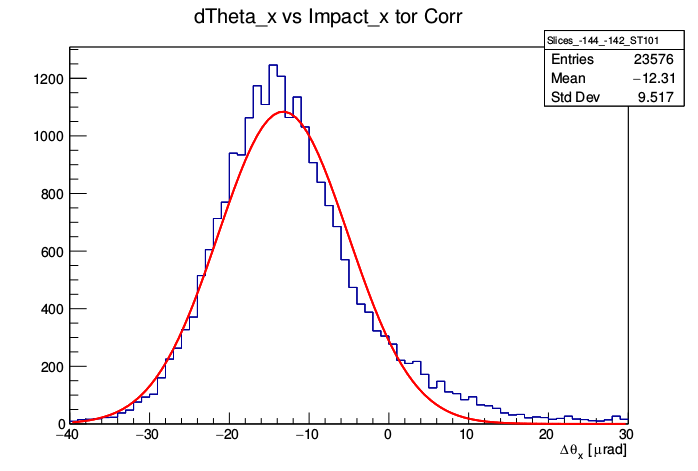 dTheta_x vs Impact_x tor Corr
Slices_-144_-142_ST101
Entries 23576
Mean −12.31
Std Dev 9.517
1200
1000
800
600
400
200
0
−40 −30 −20 −10 0 10 20 30
Δθx [μrad]